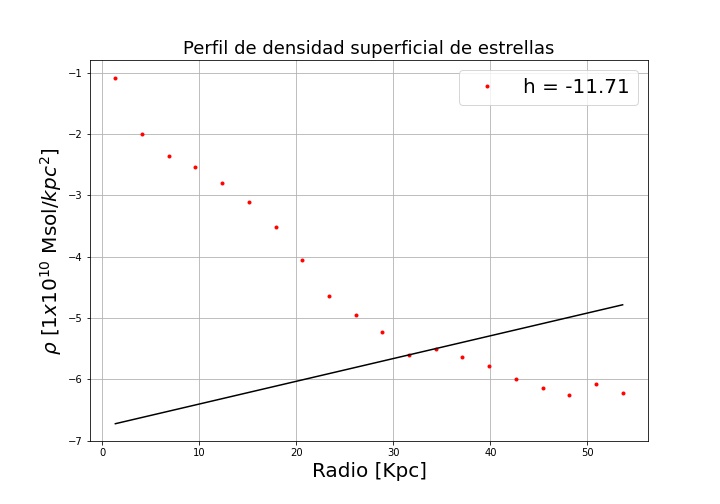 Perfil de densidad superficial de estrellas
h = -11.71
ρ [1x10¹⁰ Msol/kpc²]
−1
−2
−3
−4
−5
−6
−7
0 10 20 30 40 50
Radio [Kpc]